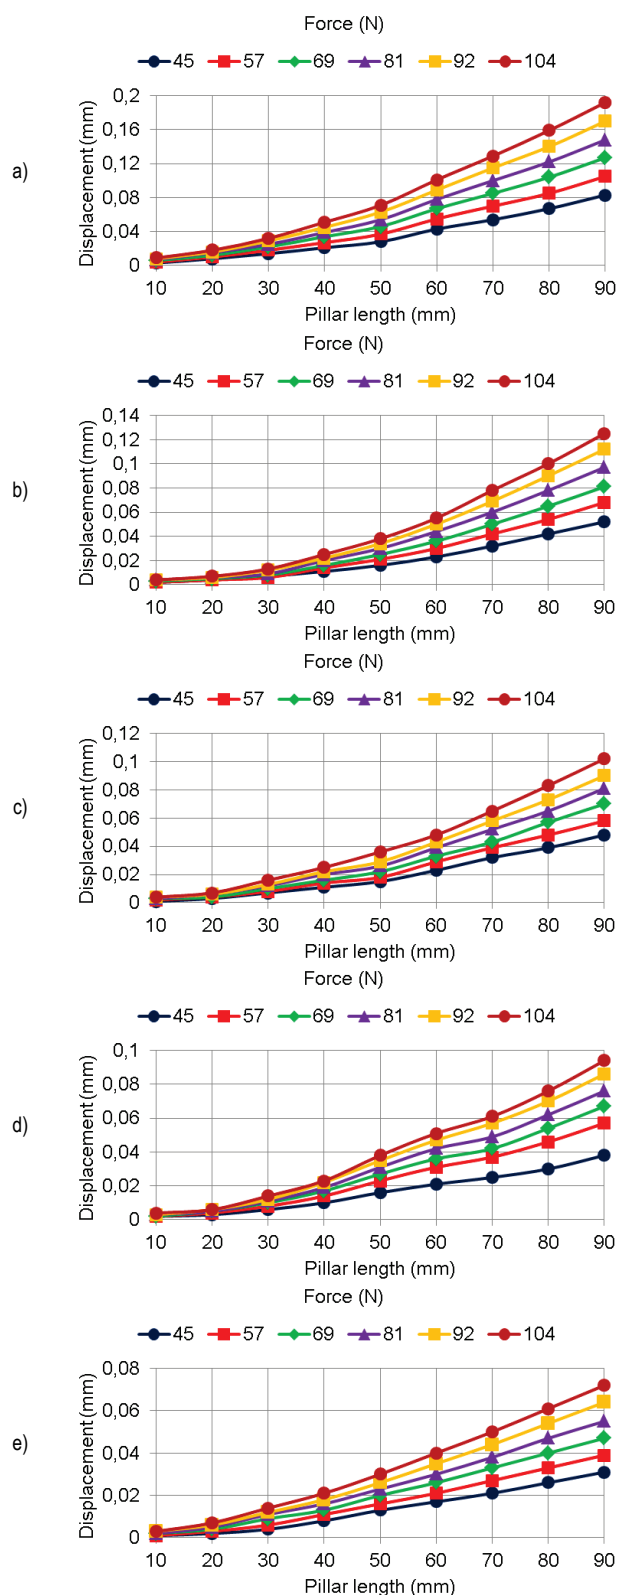 Force (N)
45 57 69 81 92 104
0,2
0,16
0,12
0,08
0,04
0
Displacement (mm)
a)
10 20 30 40 50 60 70 80 90
Pillar length (mm)
Force (N)
45 57 69 81 92 104
0,14
0,12
0,1
0,08
0,06
0,04
0,02
0
Displacement (mm)
b)
10 20 30 40 50 60 70 80 90
Pillar length (mm)
Force (N)
45 57 69 81 92 104
0,12
0,1
0,08
0,06
0,04
0,02
0
Displacement (mm)
c)
10 20 30 40 50 60 70 80 90
Pillar length (mm)
Force (N)
45 57 69 81 92 104
0,1
0,08
0,06
0,04
0,02
0
Displacement (mm)
d)
10 20 30 40 50 60 70 80 90
Pillar length (mm)
Force (N)
45 57 69 81 92 104
0,08
0,06
0,04
0,02
0
Displacement (mm)
e)
10 20 30 40 50 60 70 80 90
Pillar length (mm)